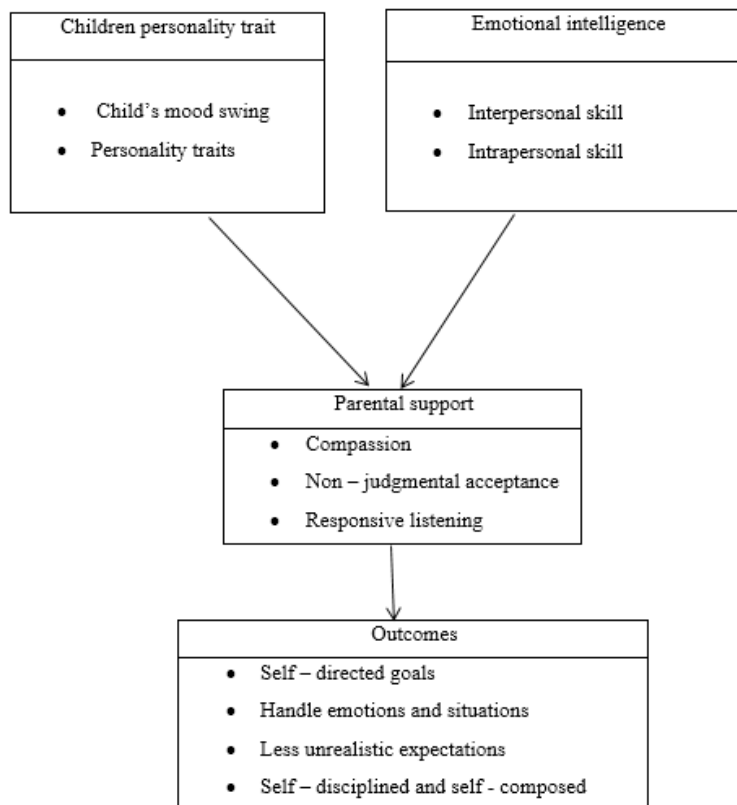 Children personality trait
• Child’s mood swing
• Personality traits
Emotional intelligence
• Interpersonal skill
• Intrapersonal skill
Parental support
• Compassion
• Non – judgmental acceptance
• Responsive listening
Outcomes
• Self – directed goals
• Handle emotions and situations
• Less unrealistic expectations
• Self – disciplined and self - composed